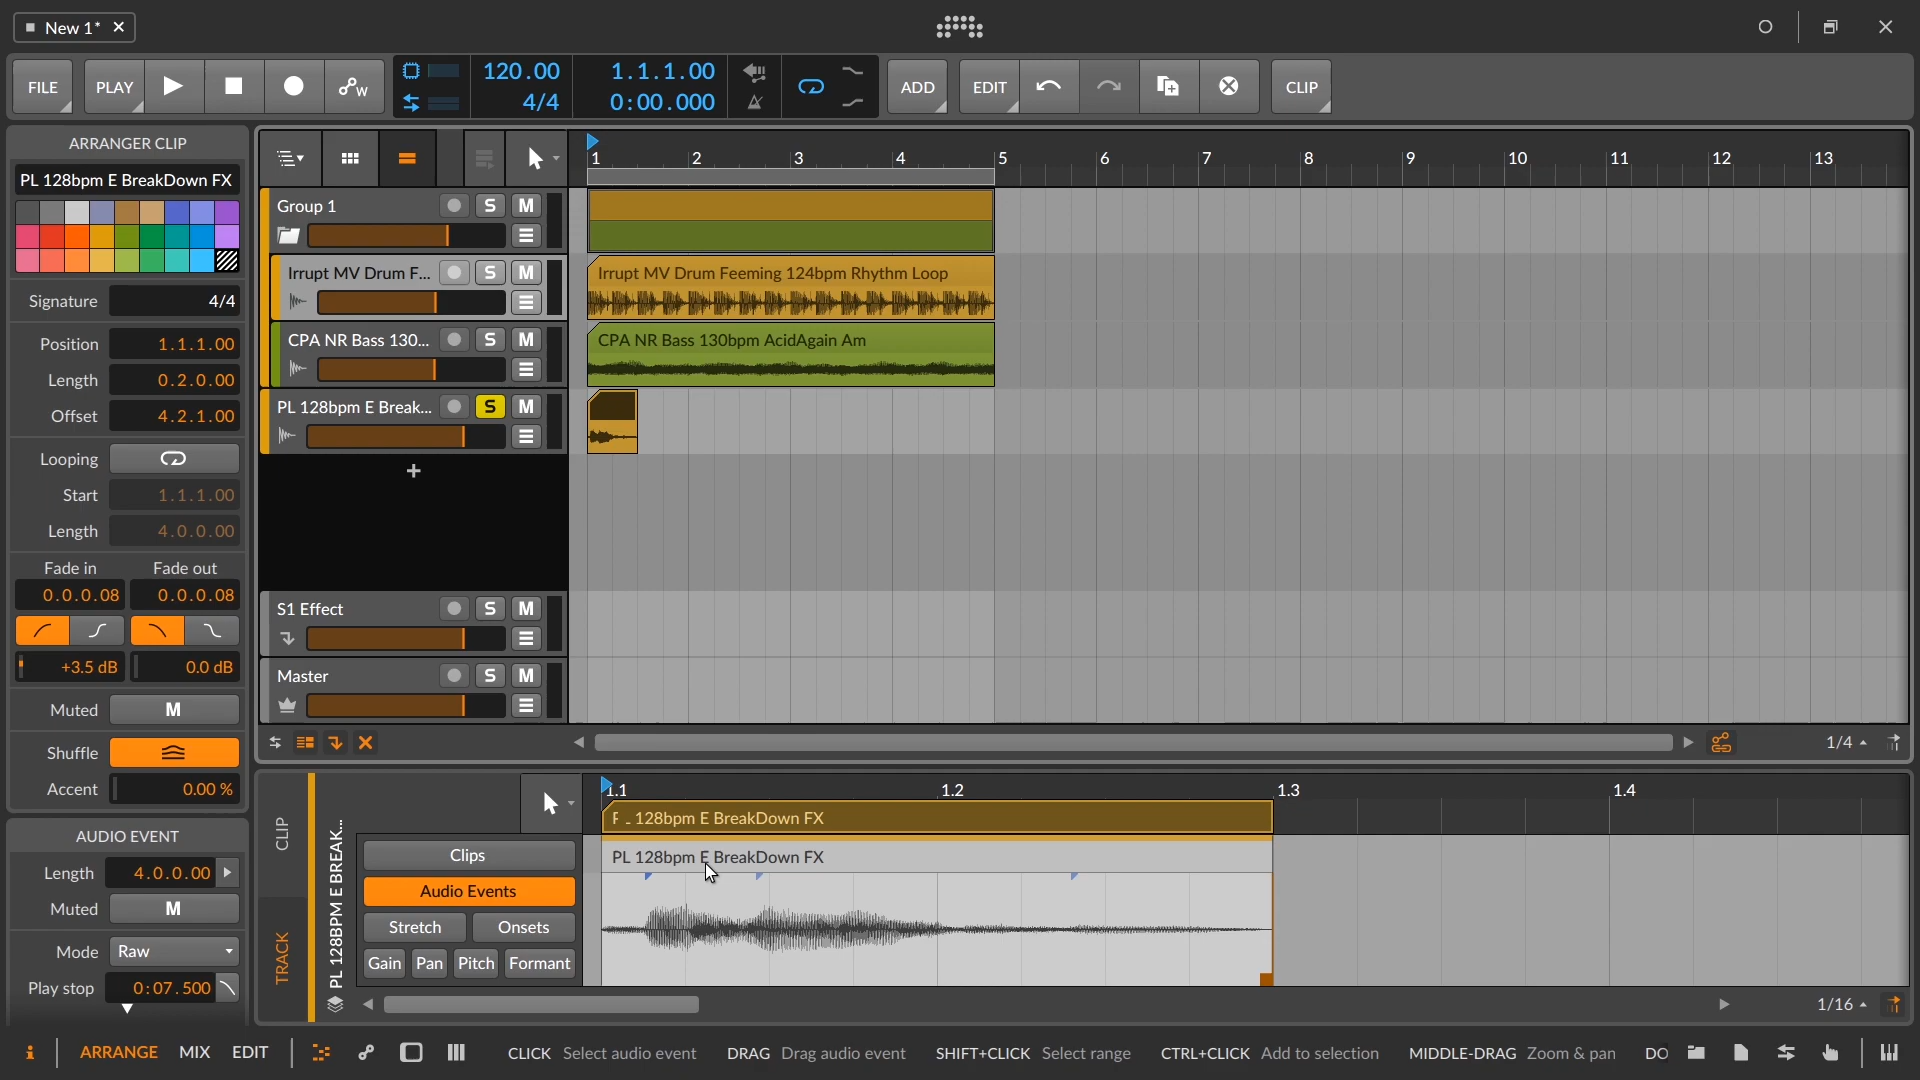 New 1*
FILE PLAY W 120.00 4/4 1.1.1.00 0:00.000 ADD EDIT CLIP
ARRANGER CLIP
PL 128bpm E BreakDown FX
Signature 4/4
Position 1.1.1.00
Length 0.2.0.00
Offset 4.2.1.00
Looping
Start 1.1.1.00
Length 4.0.0.00
Fade in Fade out
0.0.0.08 0.0.0.08
+3.5 dB 0.0 dB
Muted M
Shuffle
Accent 0.00 %
AUDIO EVENT
Length 4.0.0.00
Muted M
Mode Raw
Play stop 0:07.500
1 2 3 4 5 6 7 8 9 10 11 12 13
Group 1 S M
Irrupt MV Drum F... S M
Irrupt MV Drum Feeming 124bpm Rhythm Loop
CPA NR Bass 130... S M
CPA NR Bass 130bpm AcidAgain Am
PL 128bpm E Break... S M
+
S1 Effect S M
Master S M
1/4
CLIP
TRACK
PL 128BPM E BREAK...
1.1 1.2 1.3 1.4
128bpm E BreakDown FX
PL 128bpm E BreakDown FX
Clips
Audio Events
Stretch Onsets
Gain Pan Pitch Formant
1/16
i ARRANGE MIX EDIT CLICK Select audio event DRAG Drag audio event SHIFT+CLICK Select range CTRL+CLICK Add to selection MIDDLE-DRAG Zoom & pan DO